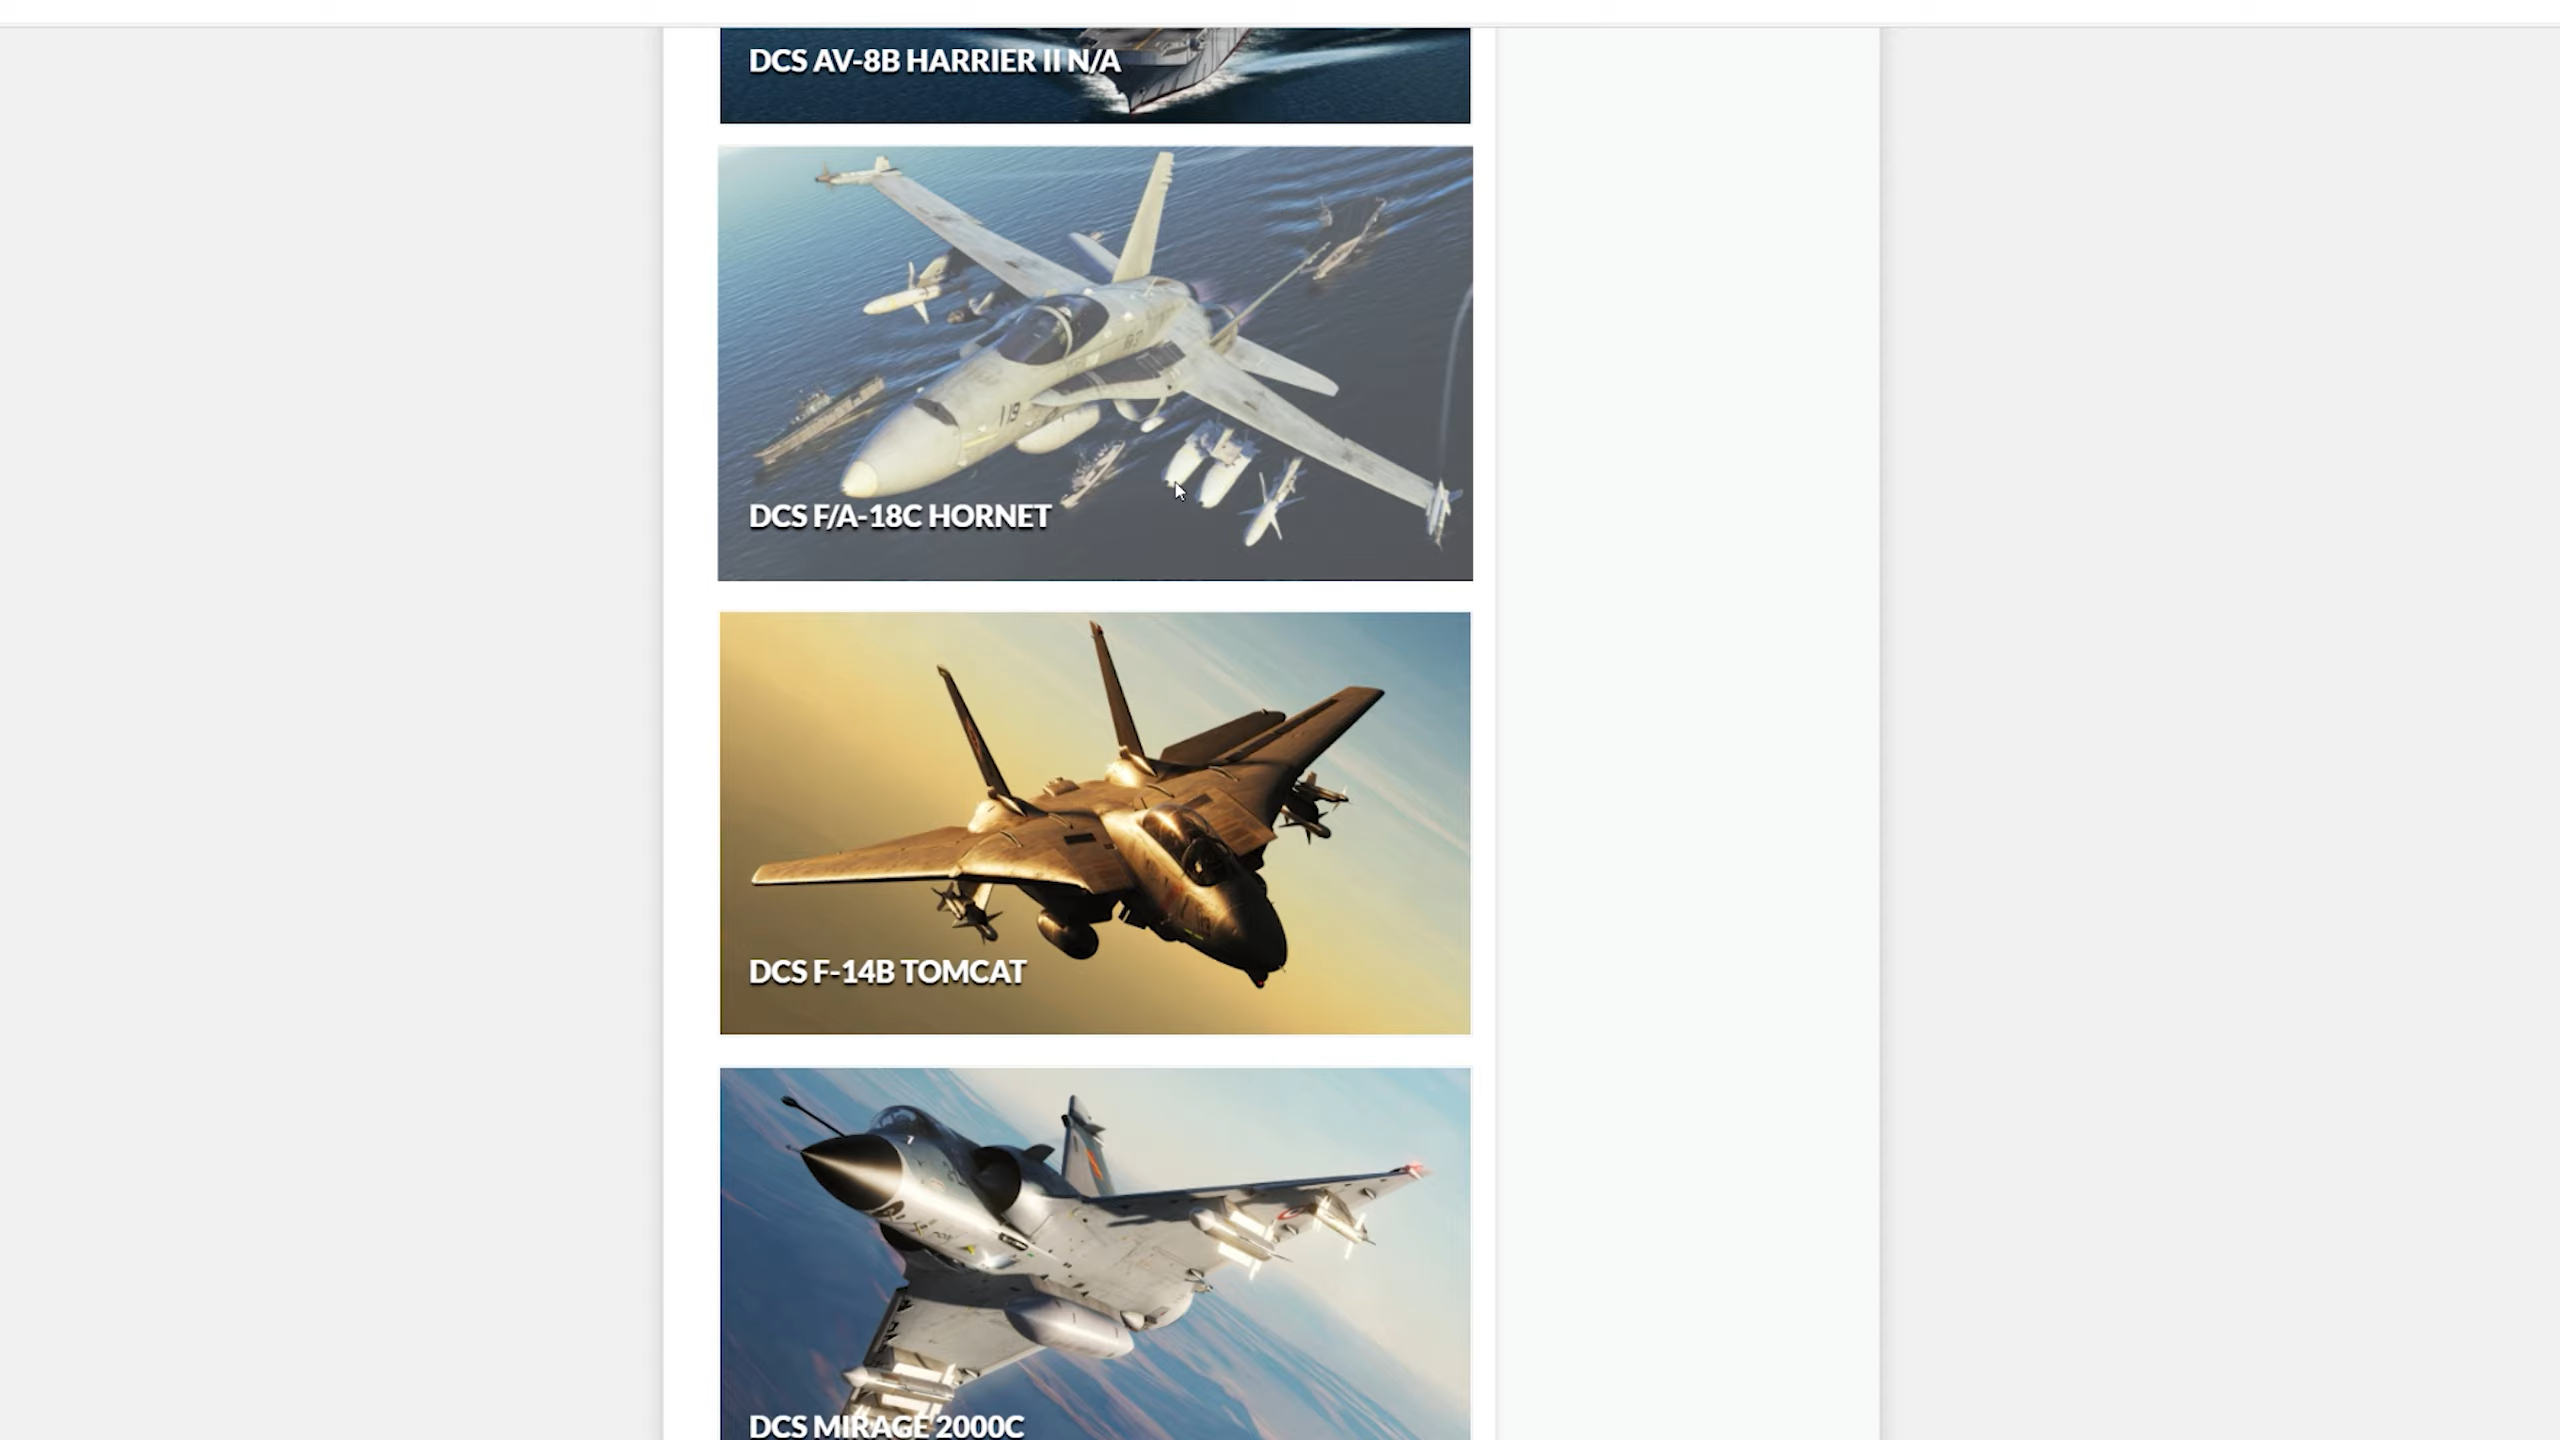 DCS AV-8B HARRIER II N/A
DCS F/A-18C HORNET
DCS F-14B TOMCAT
DCS MIRAGE 2000C